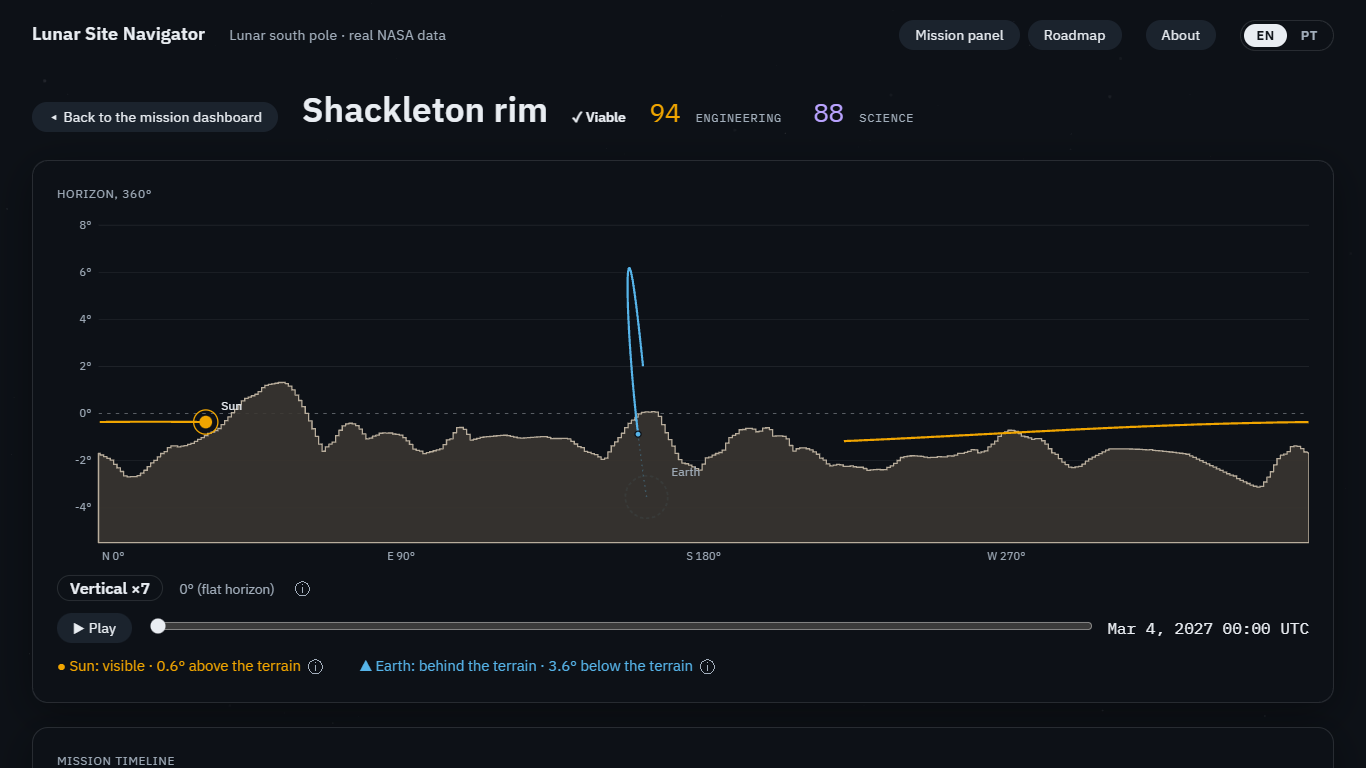 Lunar Site Navigator Lunar south pole · real NASA data Mission panel Roadmap About EN PT
◂ Back to the mission dashboard Shackleton rim ✓ Viable 94 ENGINEERING 88 SCIENCE
HORIZON, 360°
8°
6°
4°
2°
Sun
0°
-2°
Earth
-4°
N 0° E 90° S 180° W 270°
Vertical ×7 0° (flat horizon) ⓘ
▶ Play Mar 4, 2027 00:00 UTC
● Sun: visible · 0.6° above the terrain ⓘ ▲ Earth: behind the terrain · 3.6° below the terrain ⓘ
MISSION TIMELINE